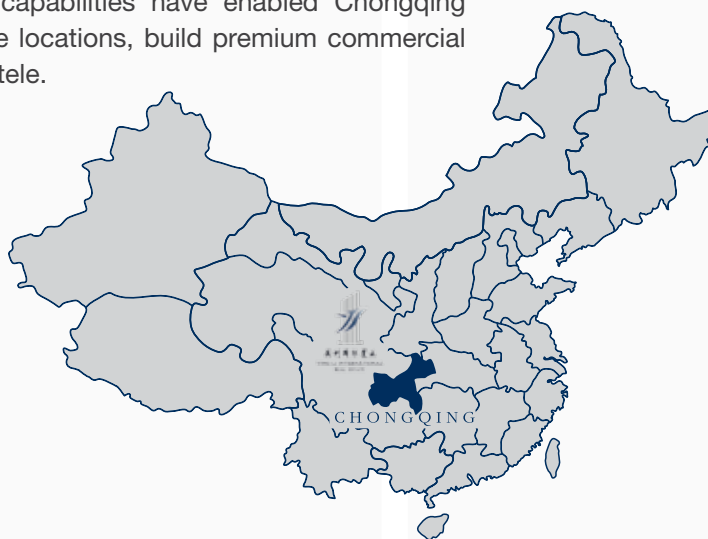 capabilities have enabled Chongqing
e locations, build premium commercial
tele.
CHONGQING